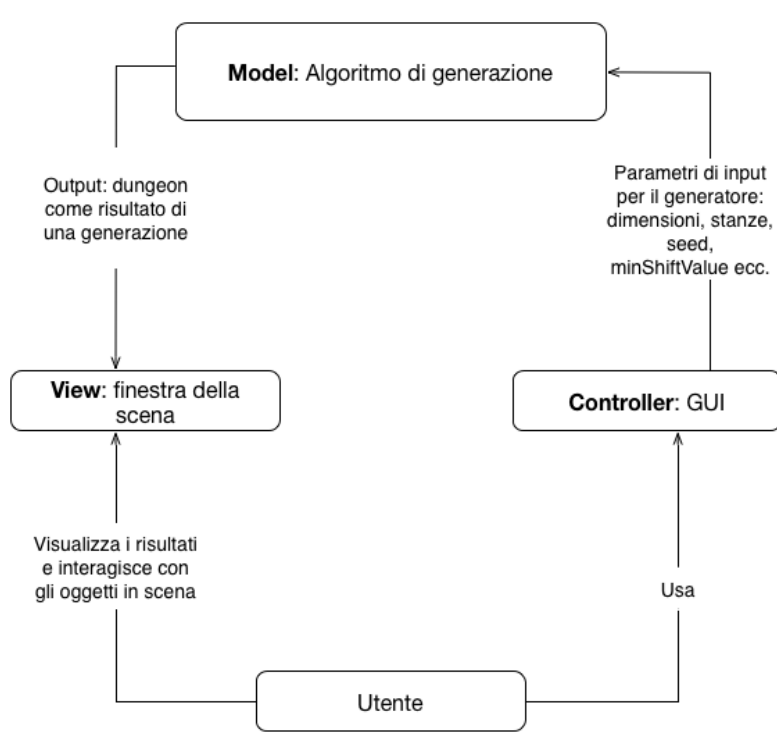 Model: Algoritmo di generazione
Output: dungeon
come risultato di
una generazione
Parametri di input
per il generatore:
dimensioni, stanze,
seed,
minShiftValue ecc.
View: finestra della
scena
Controller: GUI
Visualizza i risultati
e interagisce con
gli oggetti in scena
Usa
Utente